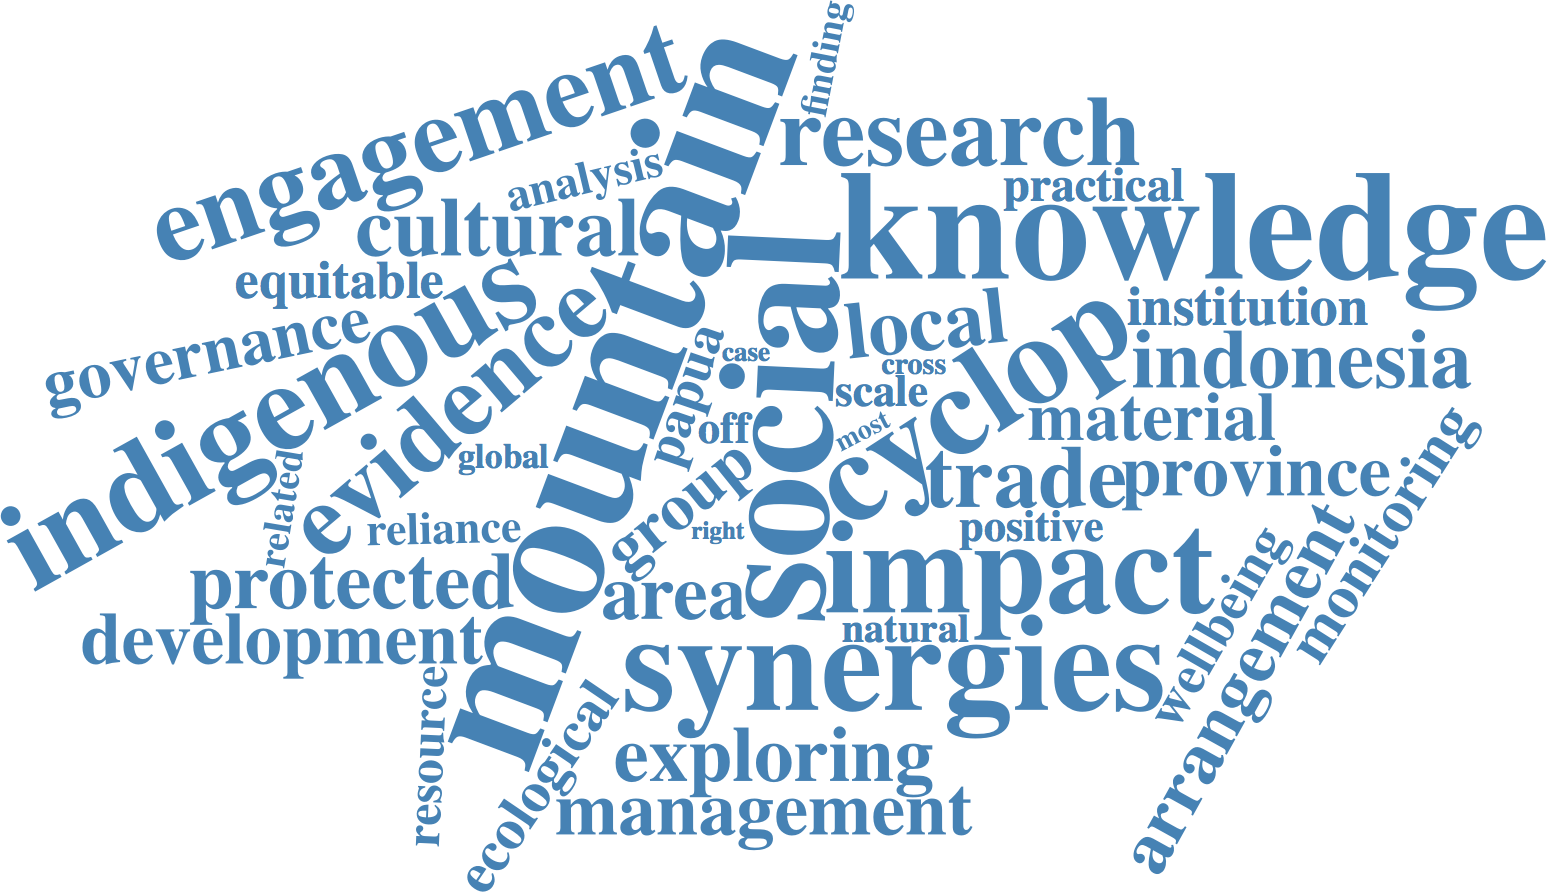 finding
engagement
mountain
research
analysis
practical
cultural
knowledge
equitable
indigenous
social
governance
evidence
local
cyclop
institution
papua
case
cross
indonesia
scale
off
most
material
global
related
group
trade
province
monitoring
reliance
right
positive
impact
protected
area
wellbeing
arrangement
development
natural
synergies
resource
ecological
exploring
management